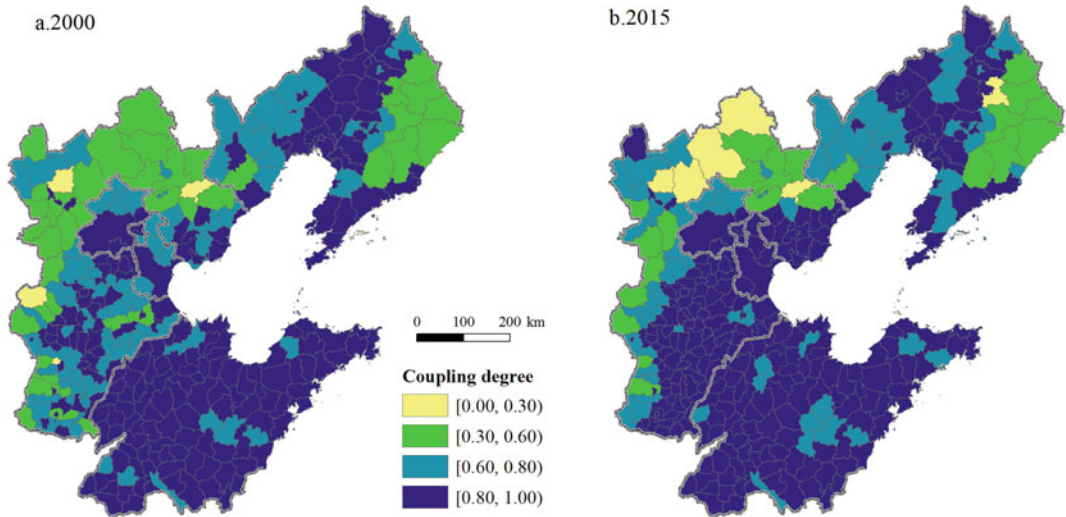 a.2000
b.2015
0 100 200 km
Coupling degree
[0.00, 0.30)
[0.30, 0.60)
[0.60, 0.80)
[0.80, 1.00)